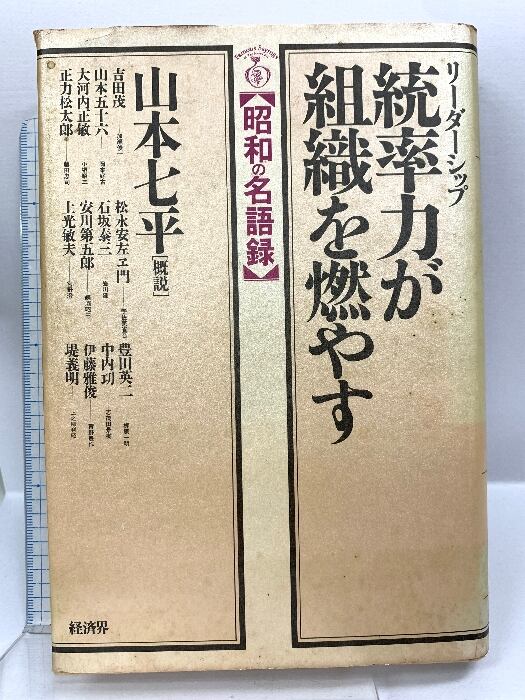 リーダーシップ
統率力が
組織を燃やす
Famous Sayings
【昭和の名語録】
山本七平[概説]
吉田茂
山本五十六
大河内正敏
正力松太郎
松永安左ヱ門
石坂泰三
安川第五郎
土光敏夫
豊田英二
中内功
伊藤雅俊
堤義明
経済界